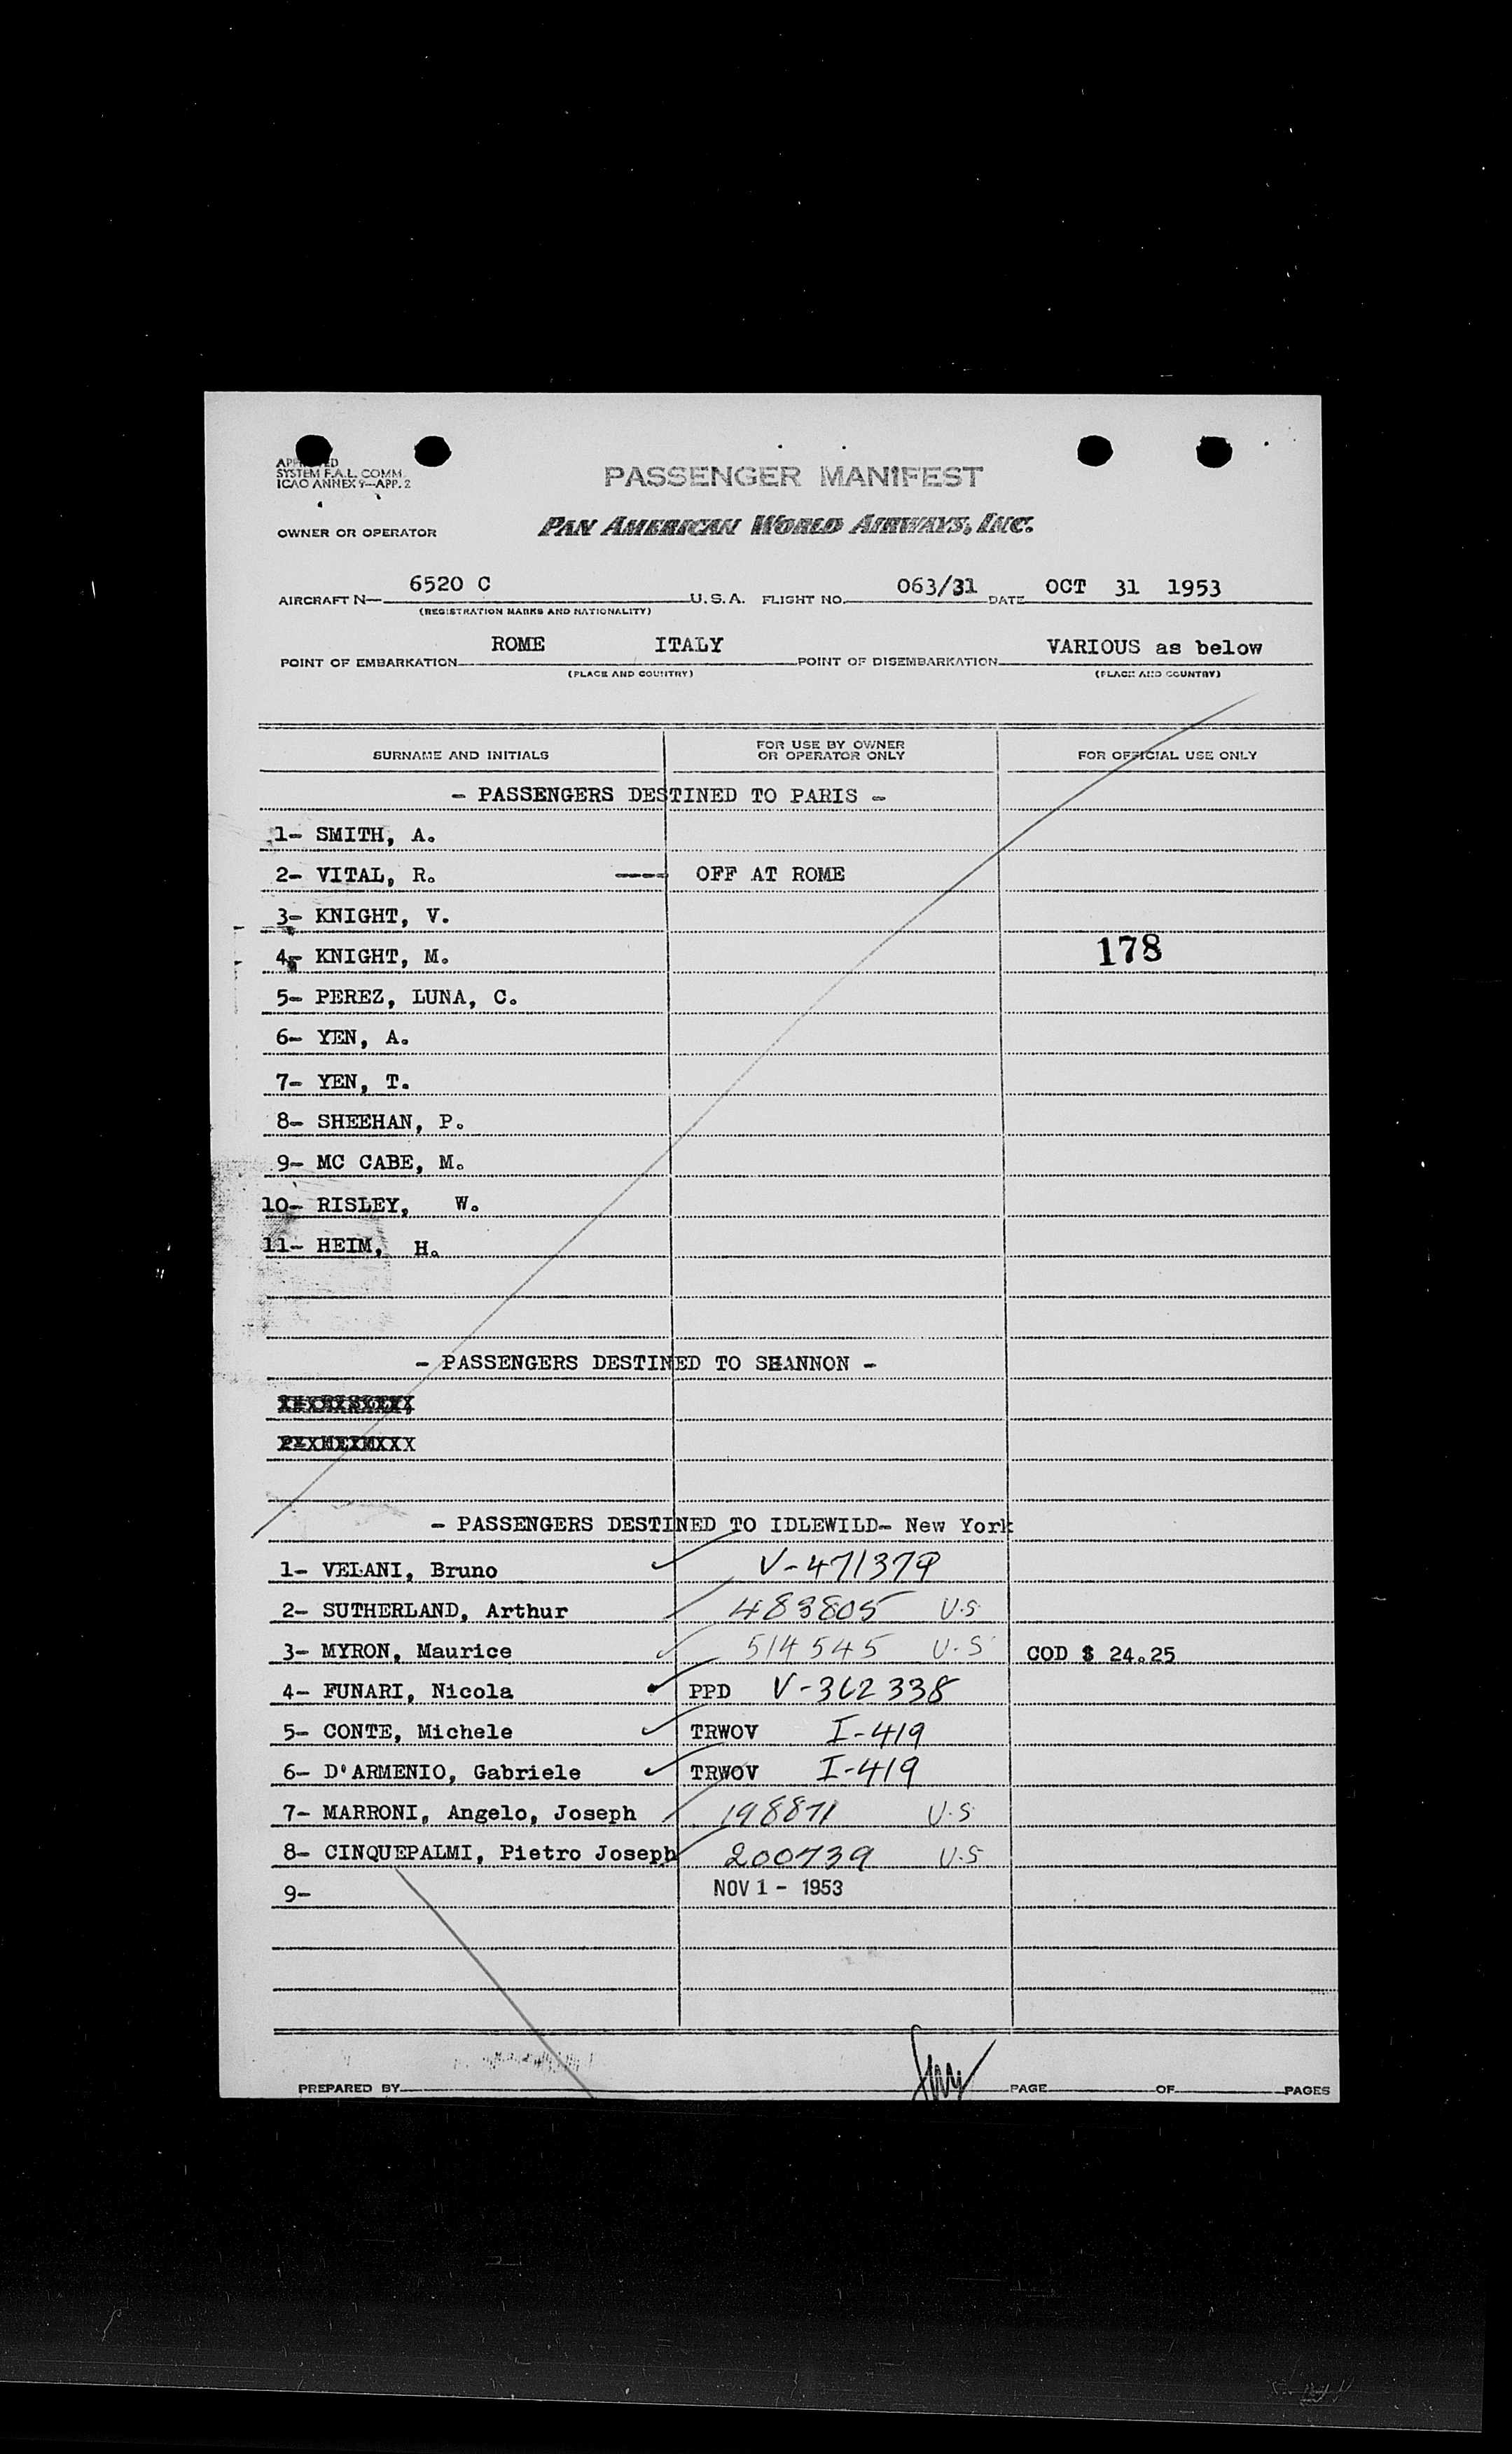 APPROVED
SYSTEM F.A.L. COMM.
ICAO ANNEX 9—APP. 2
PASSENGER MANIFEST
OWNER OR OPERATOR PAN AMERICAN WORLD AIRWAYS, INC.
AIRCRAFT N— 6520 C U.S.A. FLIGHT NO. 063/31 DATE OCT 31 1953
(REGISTRATION MARKS AND NATIONALITY)
POINT OF EMBARKATION ROME ITALY POINT OF DISEMBARKATION VARIOUS as below
(PLACE AND COUNTRY) (PLACE AND COUNTRY)
SURNAME AND INITIALS FOR USE BY OWNER OR OPERATOR ONLY FOR OFFICIAL USE ONLY
- PASSENGERS DESTINED TO PARIS -
1- SMITH, A.
2- VITAL, R. ---- OFF AT ROME
3- KNIGHT, V.
4- KNIGHT, M. 178
5- PEREZ, LUNA, C.
6- YEN, A.
7- YEN, T.
8- SHEEHAN, P.
9- MC CABE, M.
10- RISLEY, W.
11- HEIM, H.
- PASSENGERS DESTINED TO SHANNON -
- PASSENGERS DESTINED TO IDLEWILD- New York
1- VELANI, Bruno V-471379
2- SUTHERLAND, Arthur 483805 U.S
3- MYRON, Maurice 514545 U.S COD $ 24.25
4- FUNARI, Nicola PPD V-362338
5- CONTE, Michele TRWOV I-419
6- D'ARMENIO, Gabriele TRWOV I-419
7- MARRONI, Angelo, Joseph 198871 U.S
8- CINQUEPALMI, Pietro Joseph 200739 U.S
9- NOV 1 - 1953
PREPARED BY PAGE OF PAGES